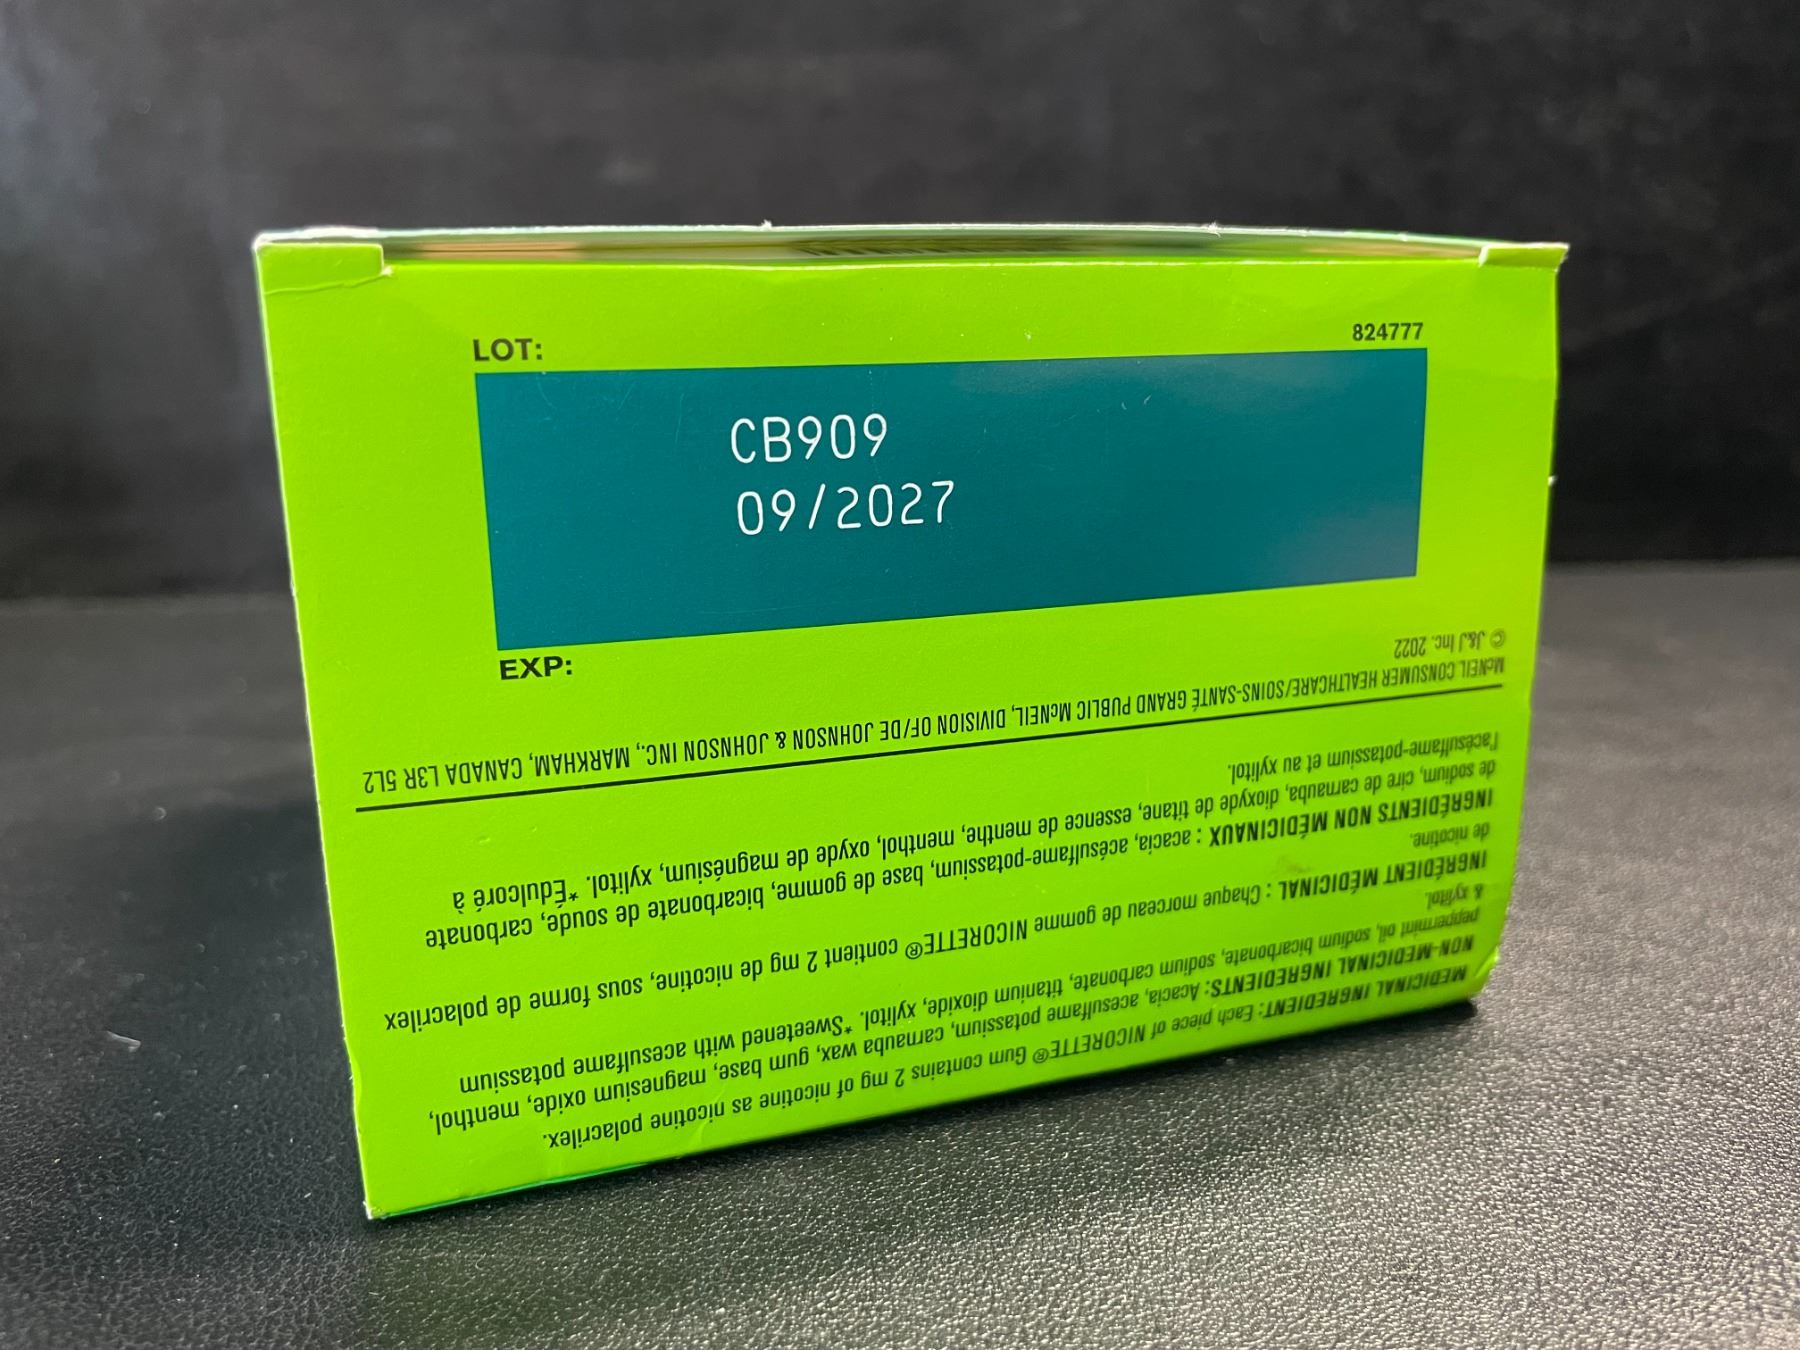 LOT:
824777
CB909
09/2027
EXP:
MEDICINAL INGREDIENT: Each piece of NICORETTE® Gum contains 2 mg of nicotine as nicotine polacrilex.
NON-MEDICINAL INGREDIENTS: Acacia, acesulfame potassium, carnauba wax, gum base, magnesium oxide, menthol,
peppermint oil, sodium bicarbonate, sodium carbonate, titanium dioxide, xylitol. *Sweetened with acesulfame potassium
& xylitol.
INGRÉDIENT MÉDICINAL : Chaque morceau de gomme NICORETTE® contient 2 mg de nicotine, sous forme de polacrilex
de nicotine.
INGRÉDIENTS NON MÉDICINAUX : acacia, acésulfame-potassium, base de gomme, bicarbonate de soude, carbonate
de sodium, cire de carnauba, dioxyde de titane, essence de menthe, menthol, oxyde de magnésium, xylitol. *Édulcoré à
l'acésulfame-potassium et au xylitol.
McNEIL CONSUMER HEALTHCARE/SOINS-SANTÉ GRAND PUBLIC McNEIL, DIVISION OF/DE JOHNSON & JOHNSON INC., MARKHAM, CANADA L3R 5L2
© J&J Inc. 2022